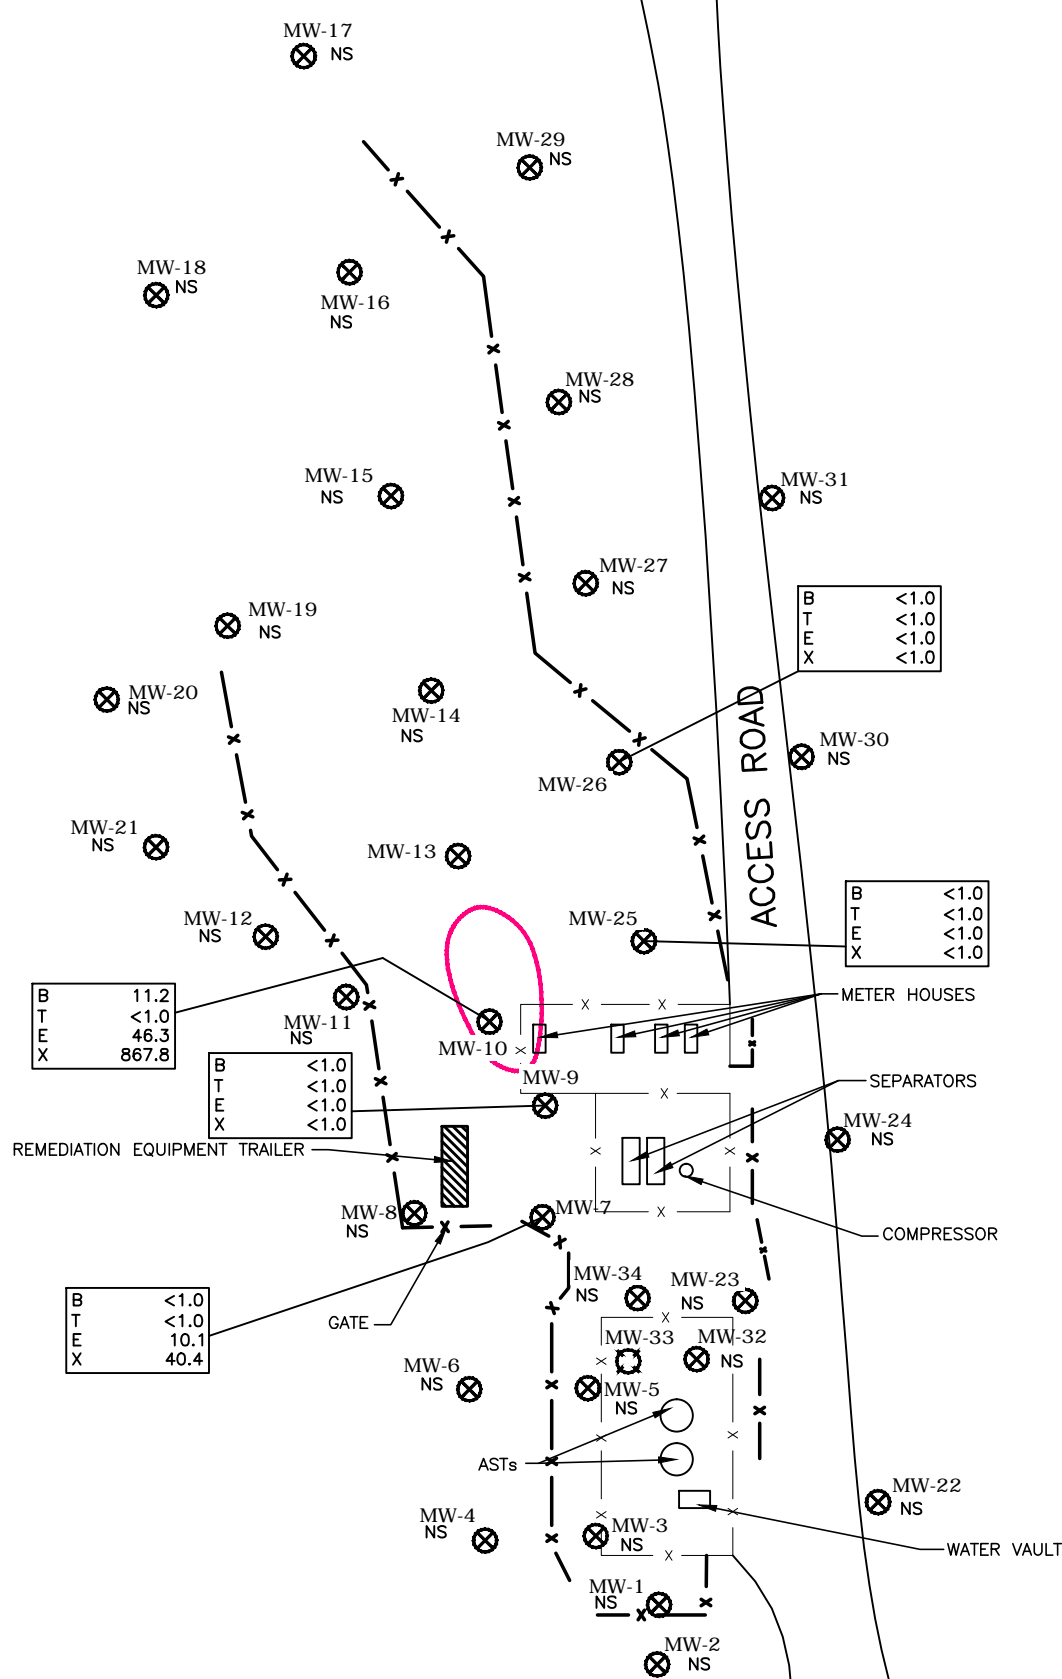 MW-17
NS
MW-29
NS
MW-18
NS
MW-16
NS
MW-28
NS
MW-15
NS
MW-31
NS
MW-27
NS
B <1.0
T <1.0
E <1.0
X <1.0
MW-19
NS
MW-20
NS
MW-14
NS
ACCESS ROAD
MW-30
NS
MW-26
MW-21
NS
MW-13
MW-12
NS
MW-25
B <1.0
T <1.0
E <1.0
X <1.0
B 11.2
T <1.0
E 46.3
X 867.8
MW-11
NS
METER HOUSES
MW-10
B <1.0
T <1.0
E <1.0
X <1.0
MW-9
SEPARATORS
REMEDIATION EQUIPMENT TRAILER
MW-24
NS
MW-8
NS
MW-7
COMPRESSOR
B <1.0
T <1.0
E 10.1
X 40.4
MW-34
NS
MW-23
NS
GATE
MW-33
MW-32
NS
MW-6
NS
MW-5
NS
ASTs
MW-22
NS
MW-4
NS
MW-3
NS
WATER VAULT
MW-1
NS
MW-2
NS